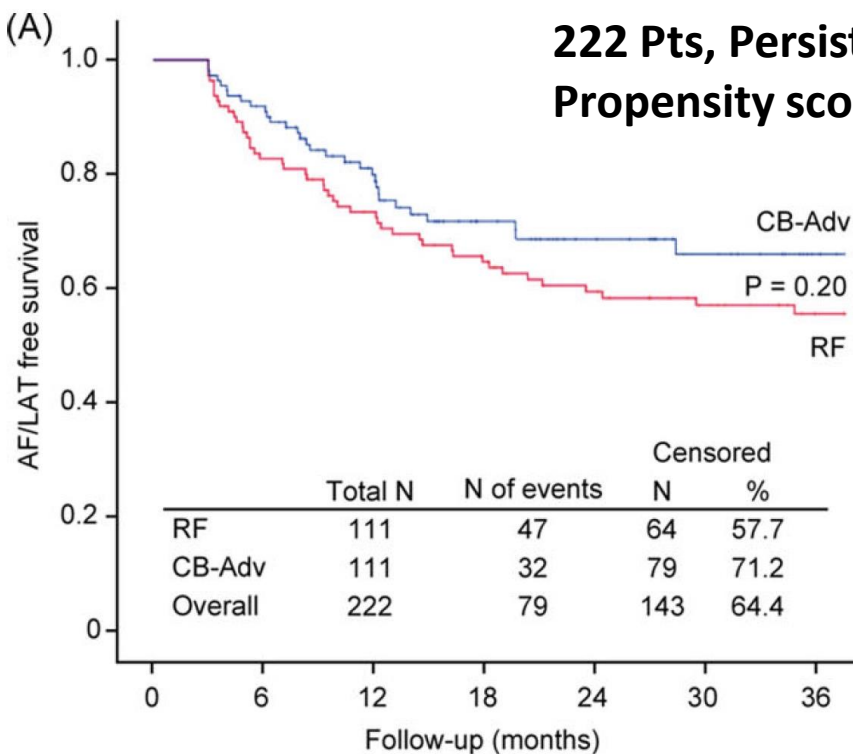 (A)
222 Pts, Persist
Propensity sco
1.0
0.8
0.6
0.4
0.2
0
AF/LAT free survival
CB-Adv
P = 0.20
RF
Censored
Total N N of events N %
RF 111 47 64 57.7
CB-Adv 111 32 79 71.2
Overall 222 79 143 64.4
0 6 12 18 24 30 36
Follow-up (months)